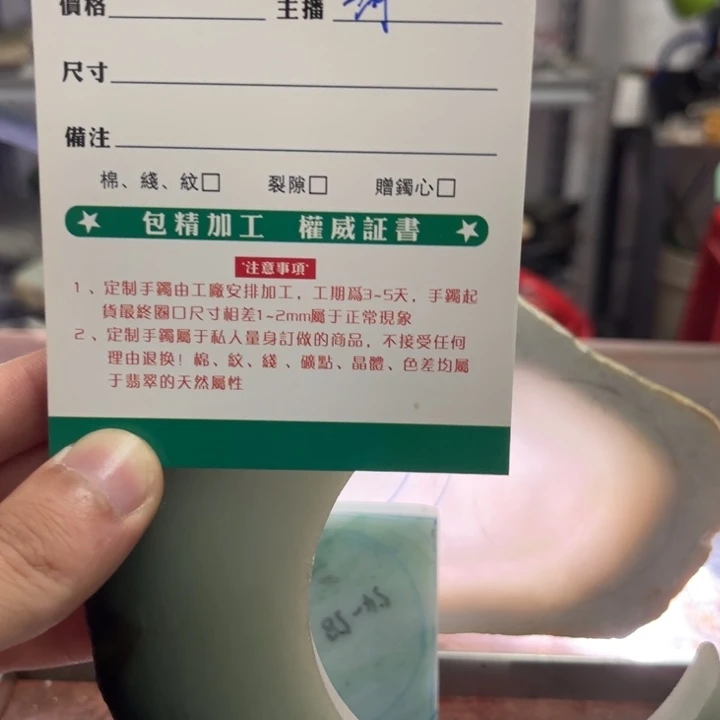 價格 主播
尺寸
備注
棉、綫、紋□ 裂隙□ 贈鐲心□
★ 包精加工 權威証書 ★
注意事項
1、定制手鐲由工廠安排加工，工期爲3~5天，手鐲起
貨最終圈口尺寸相差1~2mm屬于正常現象
2、定制手鐲屬于私人量身訂做的商品，不接受任何
理由退換！棉、紋、綫、礦點、晶體、色差均屬
于翡翠的天然屬性